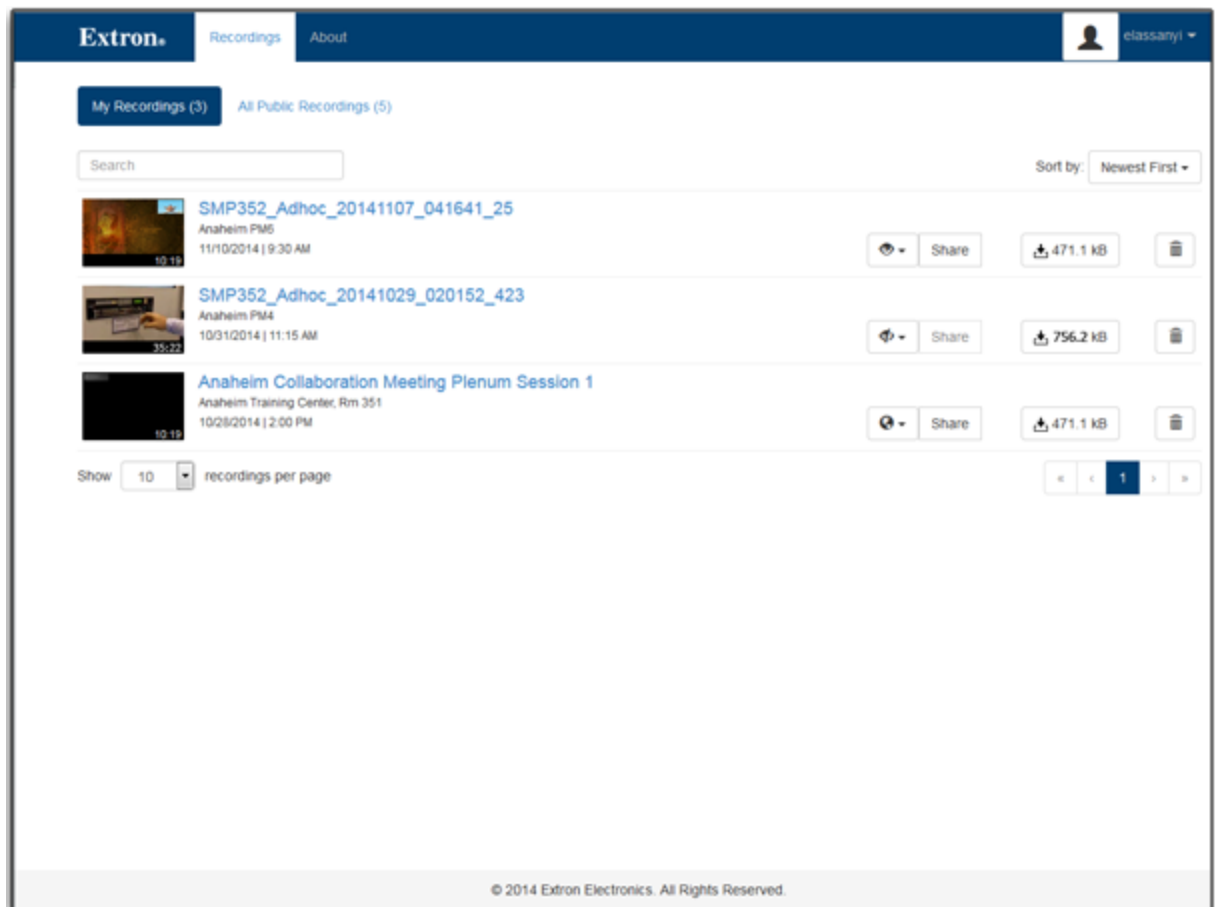 Extron® Recordings About elassanyi
My Recordings (3) All Public Recordings (5)
Search Sort by: Newest First
SMP352_Adhoc_20141107_041641_25
Anaheim PM6
11/10/2014 | 9:30 AM
10:19 Share 471.1 kB
SMP352_Adhoc_20141029_020152_423
Anaheim PM4
10/31/2014 | 11:15 AM
35:22 Share 756.2 kB
Anaheim Collaboration Meeting Plenum Session 1
Anaheim Training Center, Rm 351
10/28/2014 | 2:00 PM
10:19 Share 471.1 kB
Show 10 recordings per page « ‹ 1 › »
© 2014 Extron Electronics. All Rights Reserved.